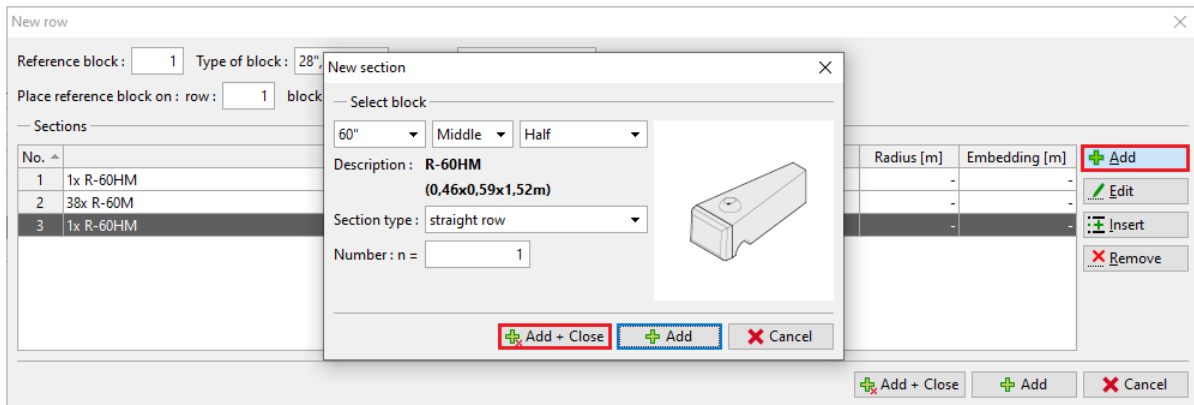 New row
Reference block : 1 Type of block : 28",
Place reference block on : row : 1 block
Sections
No.
Radius [m] Embedding [m]
1 1x R-60HM - -
2 38x R-60M - -
3 1x R-60HM - -
Add
Edit
Insert
Remove
Add + Close Add Cancel
New section
Select block
60" Middle Half
Description : R-60HM
(0,46x0,59x1,52m)
Section type : straight row
Number : n = 1
Add + Close Add Cancel